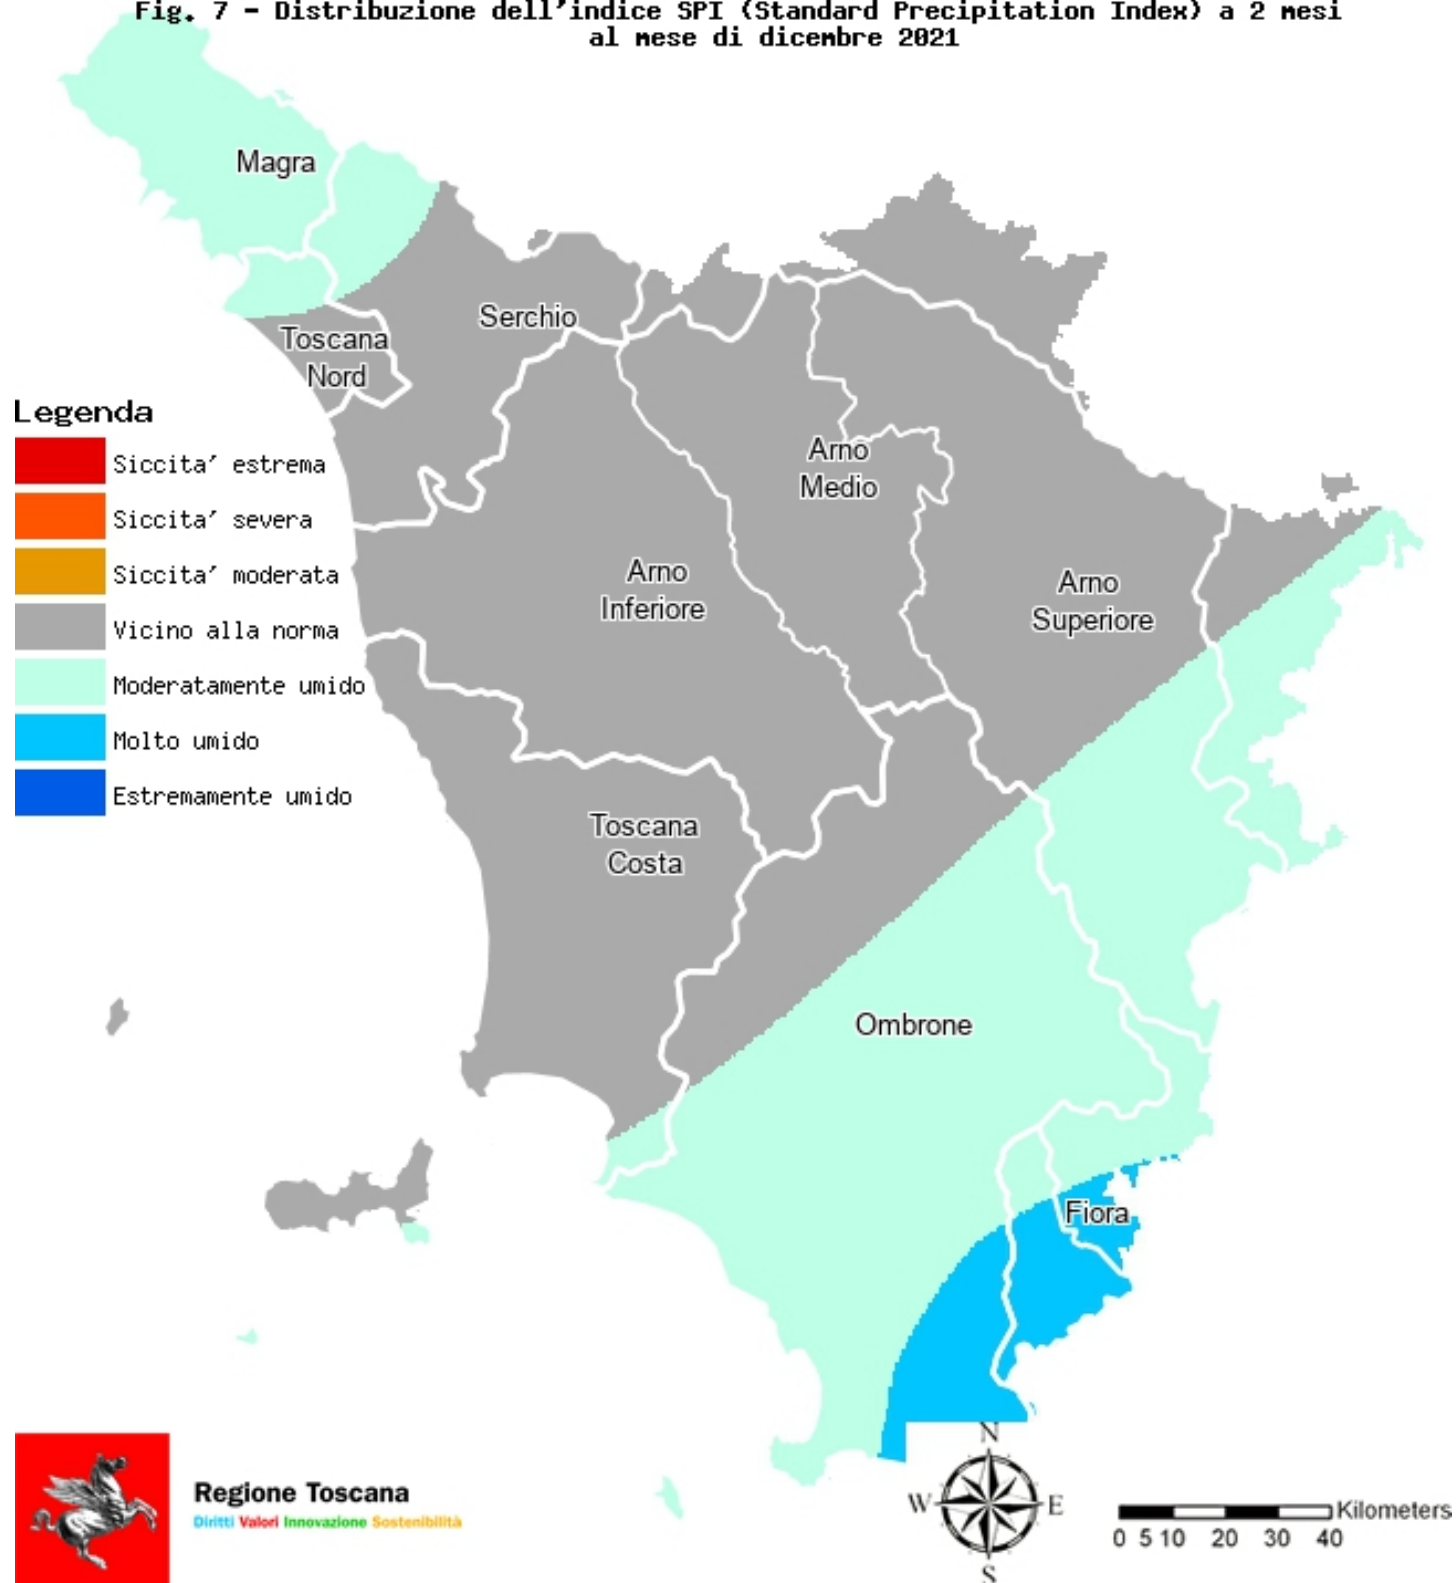 Fig. 7 - Distribuzione dell'indice SPI (Standard Precipitation Index) a 2 mesi
al mese di dicembre 2021
Magra
Serchio
Toscana
Nord
Legenda
Siccita' estrema
Siccita' severa
Siccita' moderata
Vicino alla norma
Moderatamente umido
Molto umido
Estremamente umido
Arno
Medio
Arno
Inferiore
Arno
Superiore
Toscana
Costa
Ombrone
Fiora
Regione Toscana
Diritti Valori Innovazione Sostenibilità
N
W
E
S
Kilometers
0 5 10 20 30 40